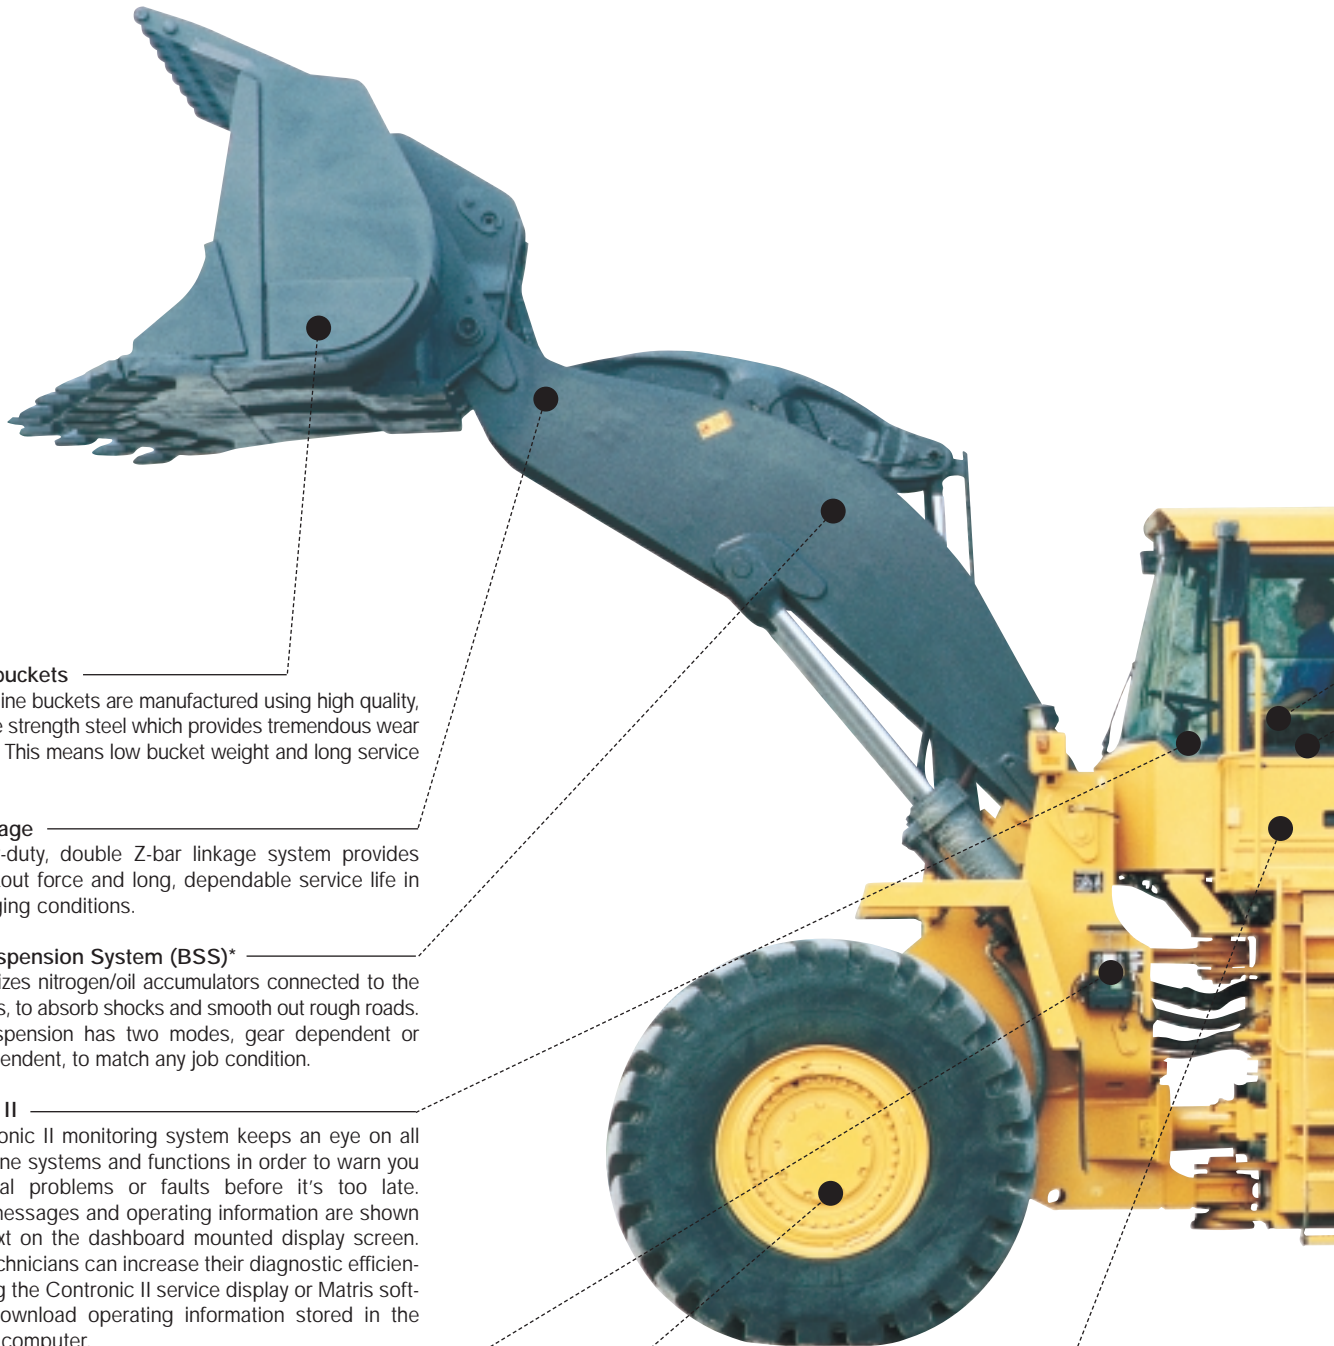 buckets
ine buckets are manufactured using high quality,
e strength steel which provides tremendous wear
This means low bucket weight and long service
age
-duty, double Z-bar linkage system provides
out force and long, dependable service life in
ging conditions.
spension System (BSS)*
izes nitrogen/oil accumulators connected to the
s, to absorb shocks and smooth out rough roads.
spension has two modes, gear dependent or
endent, to match any job condition.
II
onic II monitoring system keeps an eye on all
ne systems and functions in order to warn you
al problems or faults before it's too late.
nessages and operating information are shown
xt on the dashboard mounted display screen.
chnicians can increase their diagnostic efficien-
g the Contronic II service display or Matris soft-
ownload operating information stored in the
computer